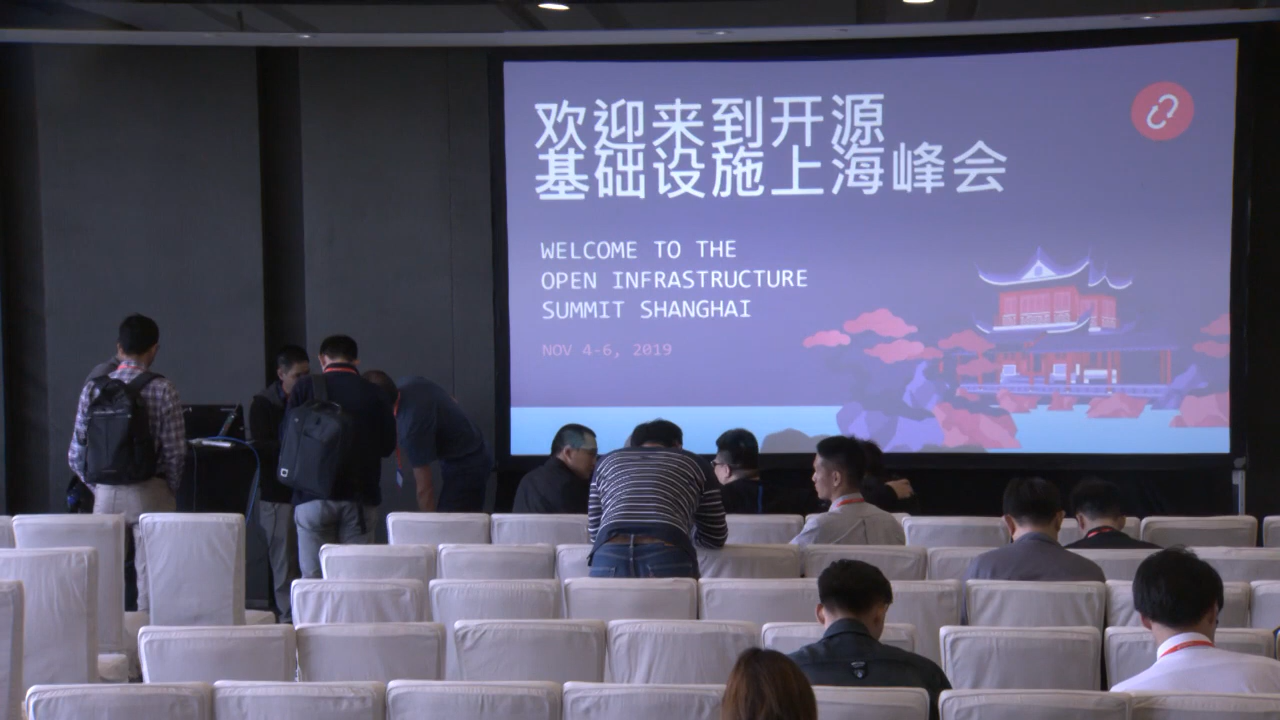 欢迎来到开源
基础设施上海峰会
WELCOME TO THE
OPEN INFRASTRUCTURE
SUMMIT SHANGHAI
NOV 4-6, 2019